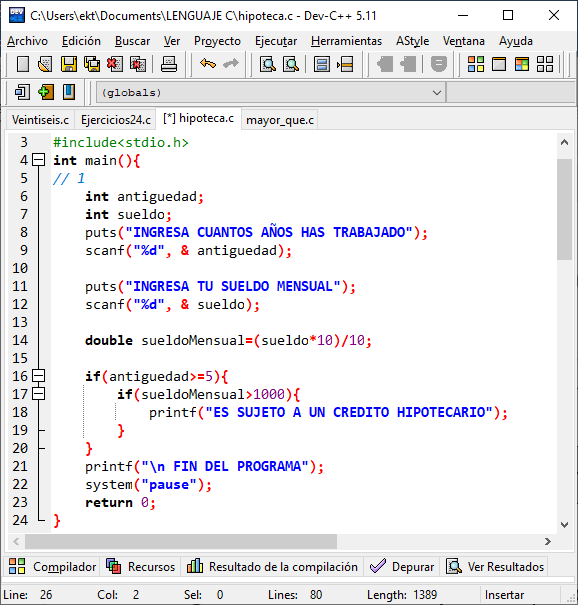 C:\Users\ekt\Documents\LENGUAJE C\hipoteca.c - Dev-C++ 5.11
Archivo Edición Buscar Ver Proyecto Ejecutar Herramientas AStyle Ventana Ayuda
(globals)
Veintiseis.c Ejercicios24.c [*] hipoteca.c mayor_que.c
3 #include<stdio.h>
4 int main(){
5 // 1
6 int antiguedad;
7 int sueldo;
8 puts("INGRESA CUANTOS AÑOS HAS TRABAJADO");
9 scanf("%d", & antiguedad);
10
11 puts("INGRESA TU SUELDO MENSUAL");
12 scanf("%d", & sueldo);
13
14 double sueldoMensual=(sueldo*10)/10;
15
16 if(antiguedad>=5){
17 if(sueldoMensual>1000){
18 printf("ES SUJETO A UN CREDITO HIPOTECARIO");
19 }
20 }
21 printf("\n FIN DEL PROGRAMA");
22 system("pause");
23 return 0;
24 }
Compilador Recursos Resultado de la compilación Depurar Ver Resultados
Line: 26 Col: 2 Sel: 0 Lines: 80 Length: 1389 Insertar